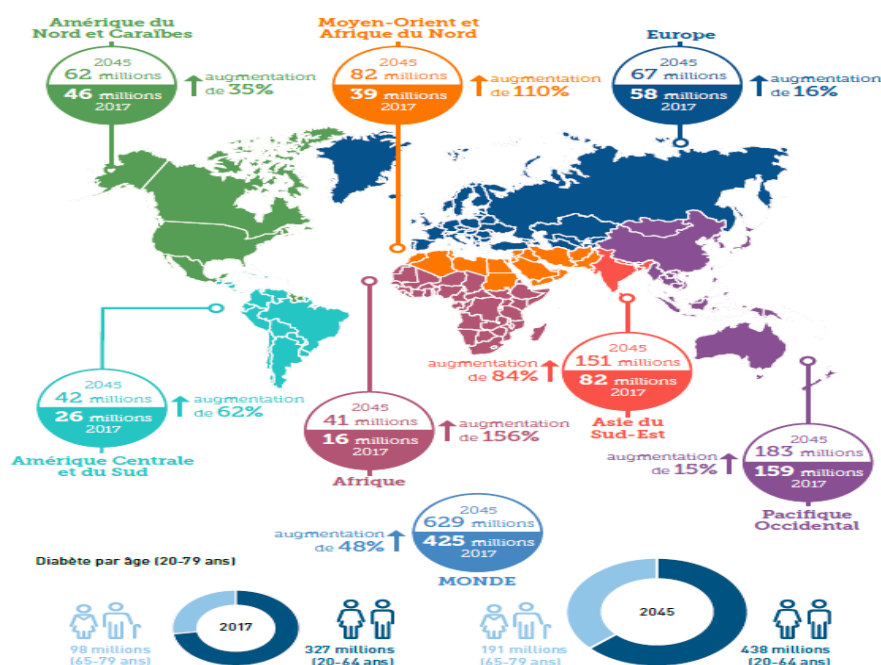 Amérique du
Nord et Caraïbes
2045
62 millions
46 millions
2017
augmentation
de 35%
Moyen-Orient et
Afrique du Nord
2045
82 millions
39 millions
2017
augmentation
de 110%
Europe
2045
67 millions
58 millions
2017
augmentation
de 16%
2045
42 millions
26 millions
2017
augmentation
de 62%
Amérique Centrale
et du Sud
2045
41 millions
16 millions
2017
augmentation
de 156%
Afrique
augmentation
de 84%
2045
151 millions
82 millions
2017
Asie du
Sud-Est
augmentation
de 15%
2045
183 millions
159 millions
2017
Pacifique
Occidental
augmentation
de 48%
2045
629 millions
425 millions
2017
MONDE
Diabète par âge (20-79 ans)
98 millions
(65-79 ans)
2017
327 millions
(20-64 ans)
191 millions
(65-79 ans)
2045
438 millions
(20-64 ans)